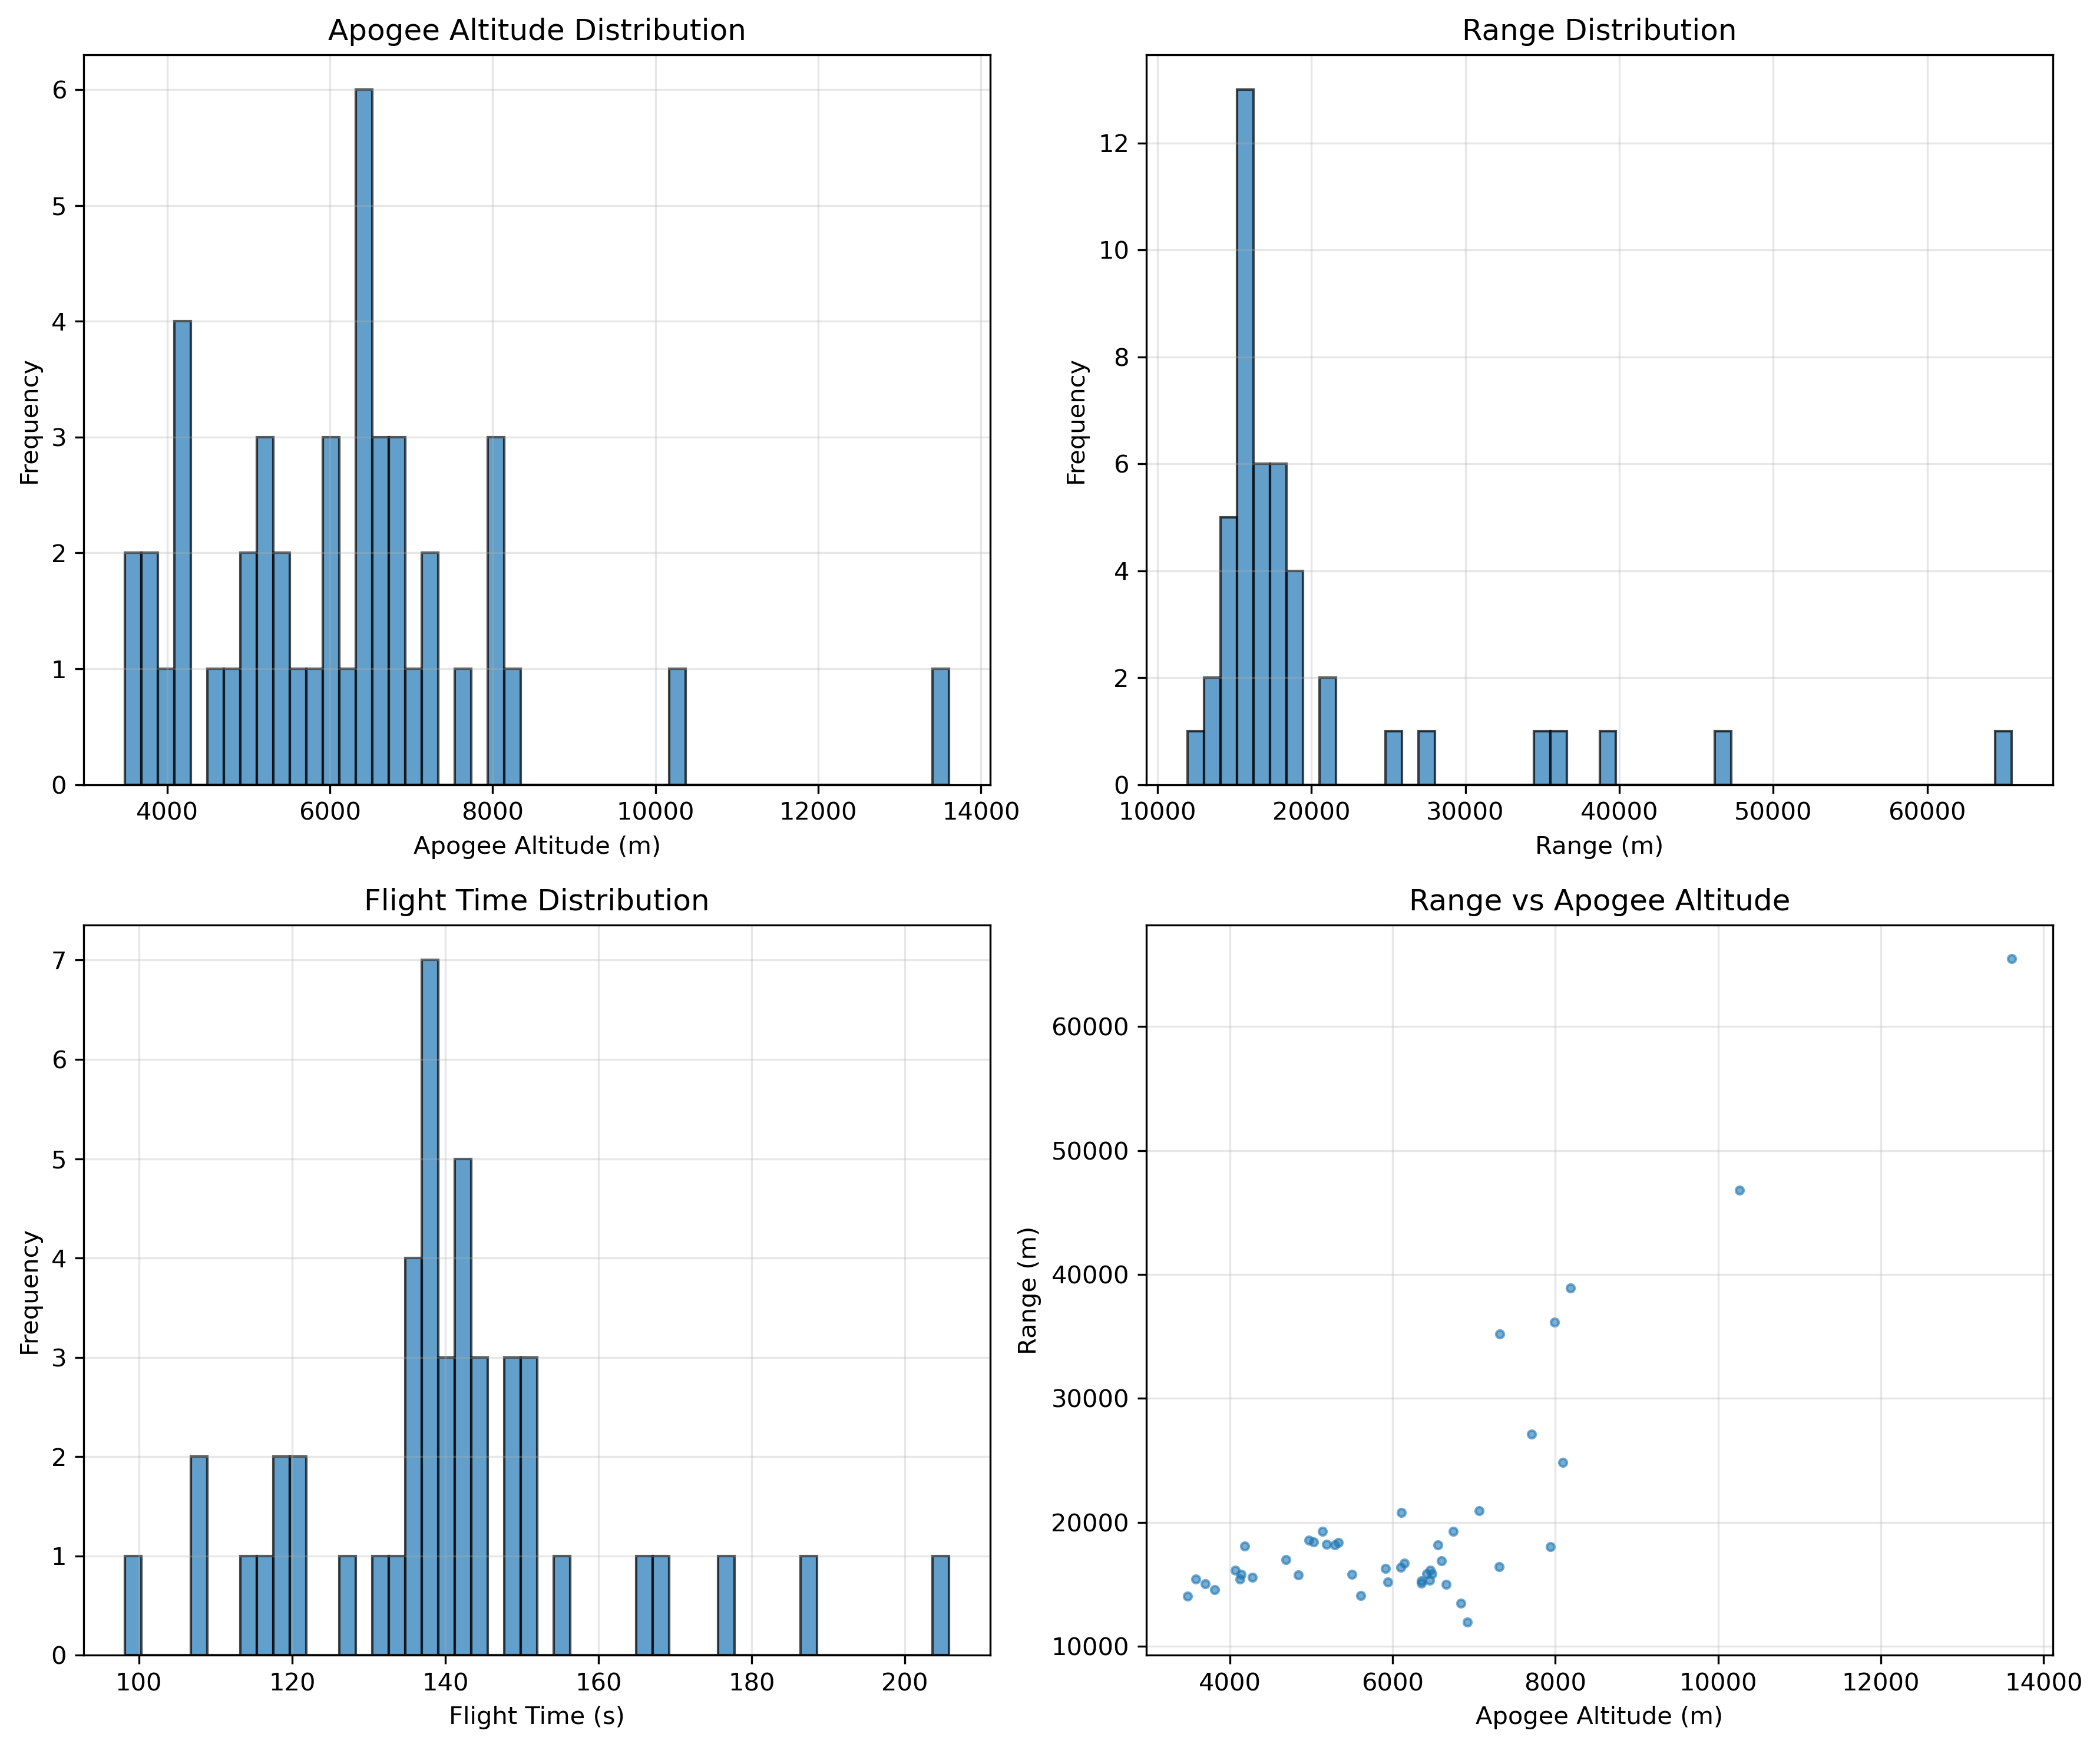 Apogee Altitude Distribution
Frequency
6
5
4
3
2
1
0
4000 6000 8000 10000 12000 14000
Apogee Altitude (m)
Range Distribution
Frequency
12
10
8
6
4
2
0
10000 20000 30000 40000 50000 60000
Range (m)
Flight Time Distribution
Frequency
7
6
5
4
3
2
1
0
100 120 140 160 180 200
Flight Time (s)
Range vs Apogee Altitude
Range (m)
60000
50000
40000
30000
20000
10000
4000 6000 8000 10000 12000 14000
Apogee Altitude (m)